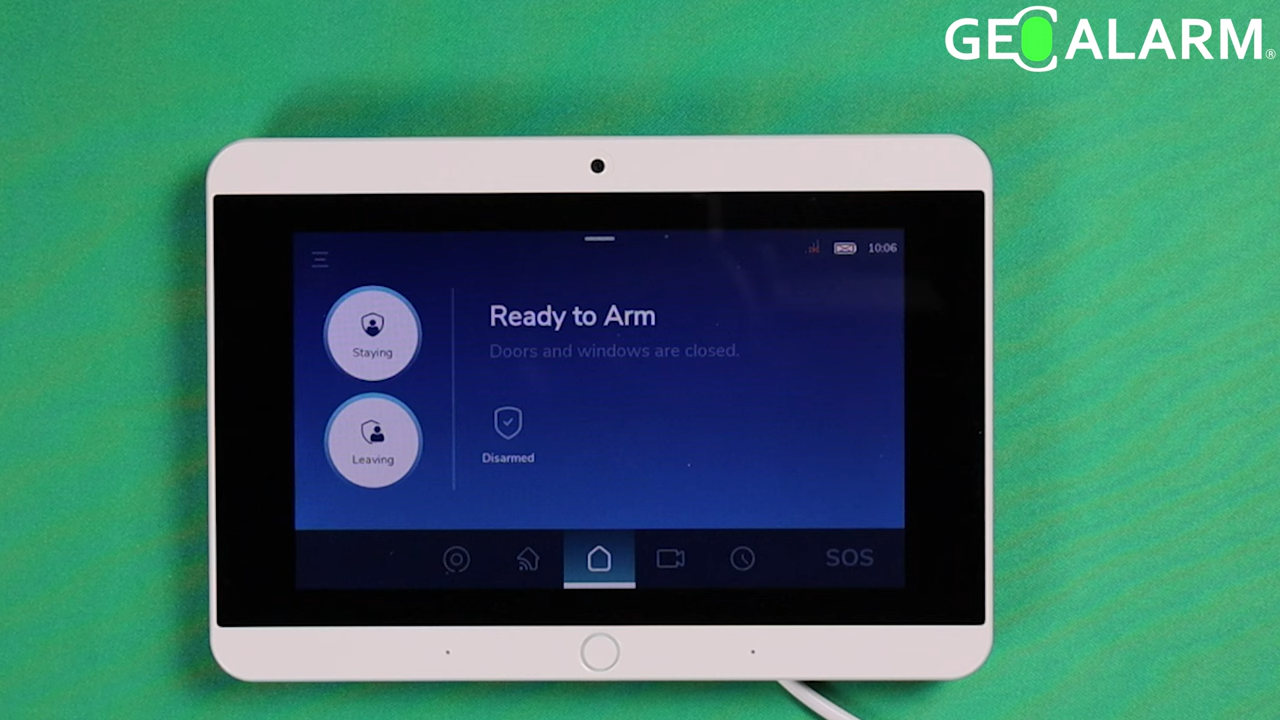 GEOALARM®
10:06
Ready to Arm
Doors and windows are closed.
Staying
Leaving
Disarmed
SOS